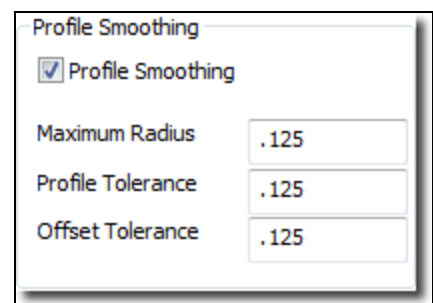 Profile Smoothing
Profile Smoothing
Maximum Radius .125
Profile Tolerance .125
Offset Tolerance .125